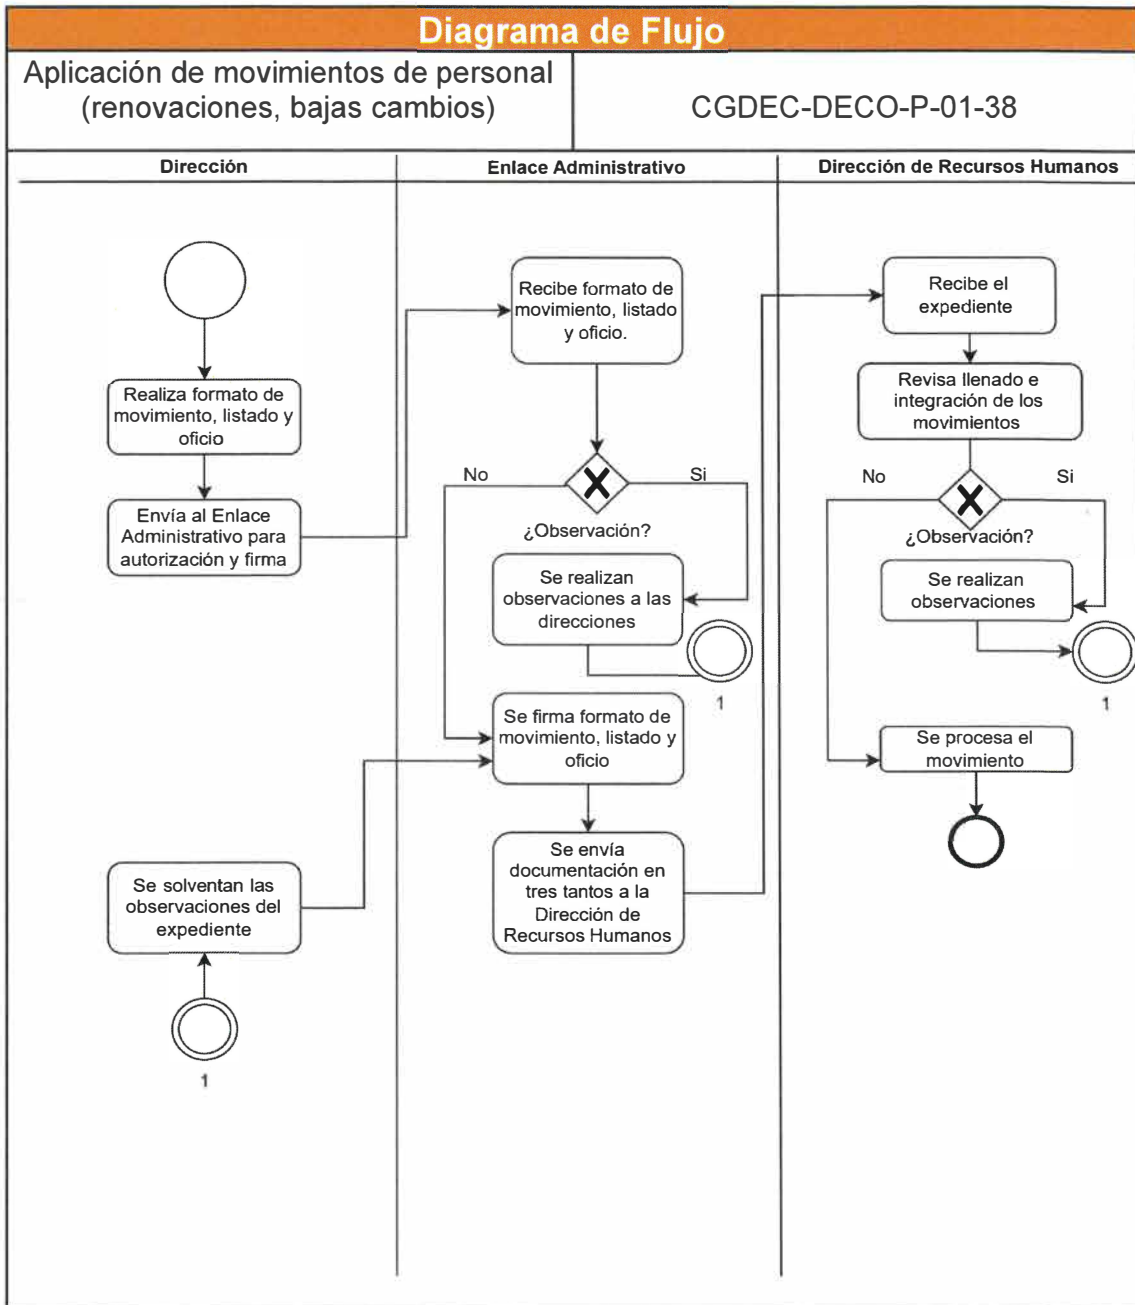 Diagrama de Flujo
Aplicación de movimientos de personal
(renovaciones, bajas cambios)
CGDEC-DECO-P-01-38
Dirección
Enlace Administrativo
Dirección de Recursos Humanos
Realiza formato de
movimiento, listado y
oficio
Envía al Enlace
Administrativo para
autorización y firma
Se solventan las
observaciones del
expediente
1
Recibe formato de
movimiento, listado
y oficio.
No
Si
¿Observación?
Se realizan
observaciones a las
direcciones
1
Se firma formato de
movimiento, listado y
oficio
Se envía
documentación en
tres tantos a la
Dirección de
Recursos Humanos
Recibe el
expediente
Revisa llenado e
integración de los
movimientos
No
Si
¿Observación?
Se realizan
observaciones
1
Se procesa el
movimiento